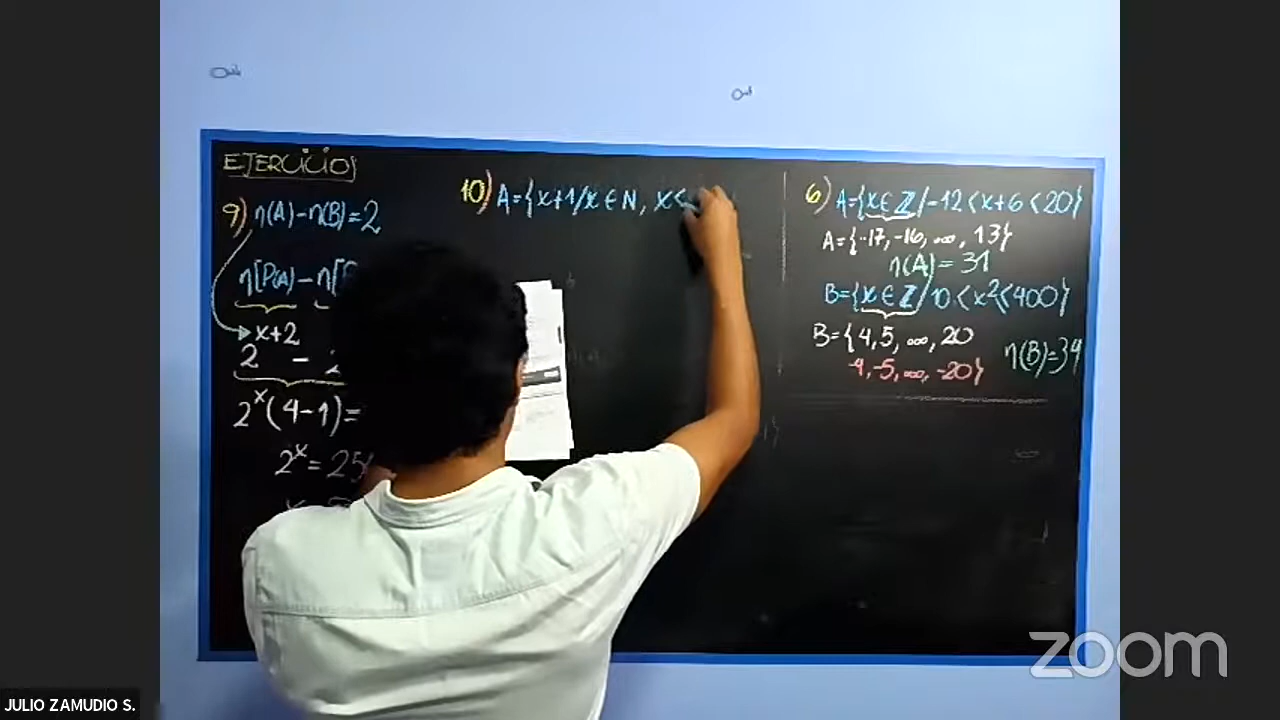 EJERCICIOS
9) η(A)-η(B)=2
η[P(A)-η[
x+2
2 -
2^x(4-1)=
2^x=25
10) A={x+1/x∈N, x<
6) A={x∈Z/-12<x+6<20}
A={-17,-16,...,13}
η(A)=31
B={x∈Z/10<x²<400}
B={4,5,...,20
-4,-5,...,-20}
η(B)=34
zoom
JULIO ZAMUDIO S.